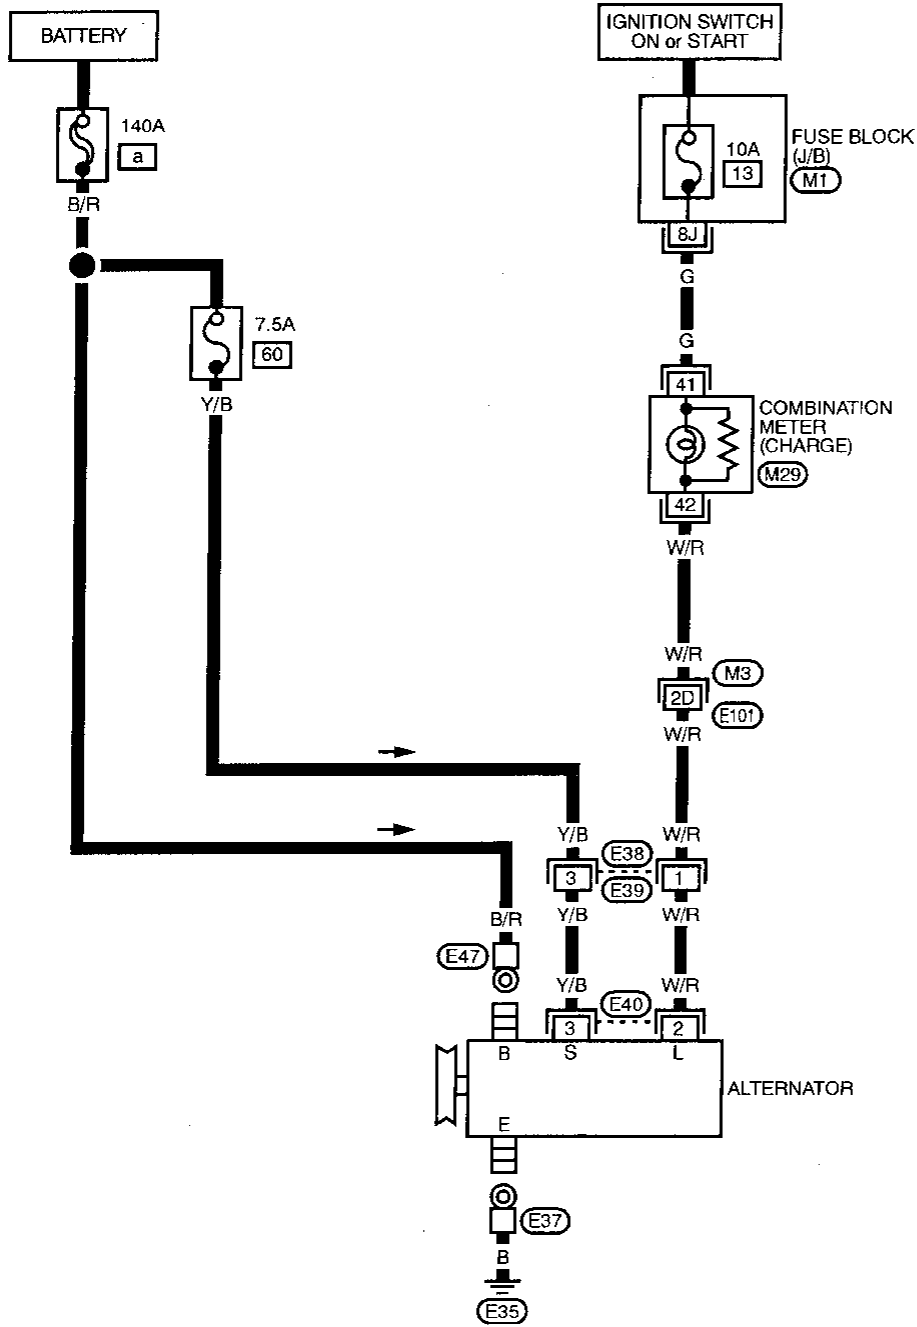 BATTERY
IGNITION SWITCH
ON or START
140A
a
B/R
10A
13
FUSE BLOCK
(J/B)
M1
8J
G
G
7.5A
60
Y/B
41
COMBINATION
METER
(CHARGE)
M29
42
W/R
W/R
M3
2D
E101
W/R
Y/B
W/R
E38
3
1
E39
B/R
Y/B
W/R
E47
Y/B
W/R
E40
3
2
B
S
L
ALTERNATOR
E
E37
B
E35